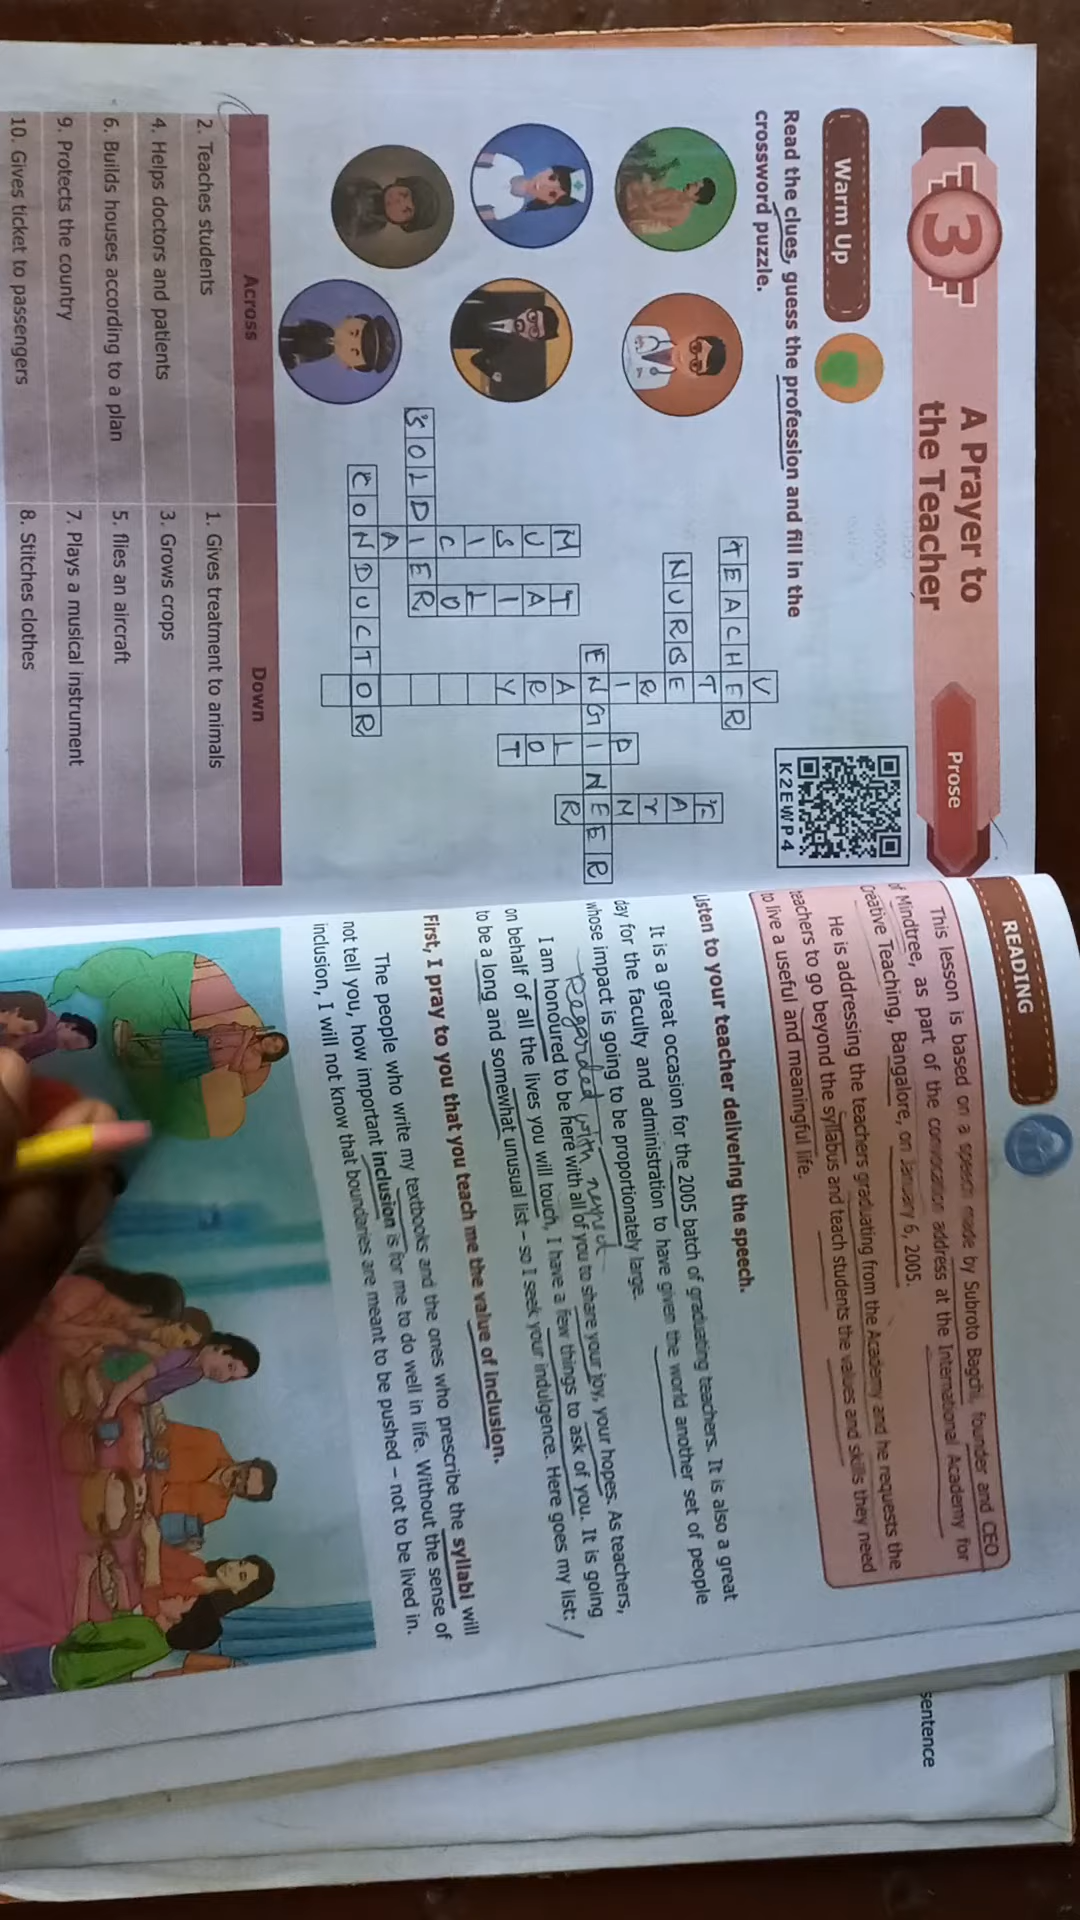 3
A Prayer to
the Teacher
Prose
Warm Up
K2EWP4
Read the clues, guess the profession and fill in the
crossword puzzle.
TEACHER
NURSE
ENGINEER
SOLDIER
CONDUCTOR
Across
Down
2. Teaches students
1. Gives treatment to animals
4. Helps doctors and patients
3. Grows crops
6. Builds houses according to a plan
5. flies an aircraft
9. Protects the country
7. Plays a musical instrument
10. Gives ticket to passengers
8. Stitches clothes
READING
This lesson is based on a speech made by Subroto Bagchi, founder and CEO
of Mindtree, as part of the convocation address at the International Academy for
Creative Teaching, Bangalore, on January 6, 2005.
He is addressing the teachers graduating from the Academy and he requests the
teachers to go beyond the syllabus and teach students the values and skills they need
to live a useful and meaningful life.
Listen to your teacher delivering the speech.
It is a great occasion for the 2005 batch of graduating teachers. It is also a great
day for the faculty and administration to have given the world another set of people
whose impact is going to be proportionately large.
Regarded with
I am honoured to be here with all of you to share your joy, your hopes. As teachers,
on behalf of all the lives you will touch, I have a few things to ask of you. It is going
to be a long and somewhat unusual list – so I seek your indulgence. Here goes my list:
First, I pray to you that you teach me the value of inclusion.
The people who write my textbooks and the ones who prescribe the syllabi will
not tell you, how important inclusion is for me to do well in life. Without the sense of
inclusion, I will not know that boundaries are meant to be pushed – not to be lived in.
sentence